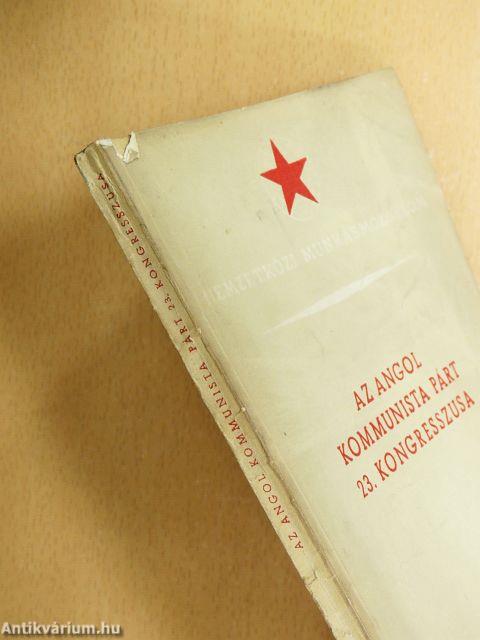 AZ ANGOL KOMMUNISTA PÁRT 23. KONGRESSZUSA
NEMZETKÖZI MUNKÁSMOZGALOM
AZ ANGOL
KOMMUNISTA PÁRT
23. KONGRESSZUSA
Antikvárium.hu